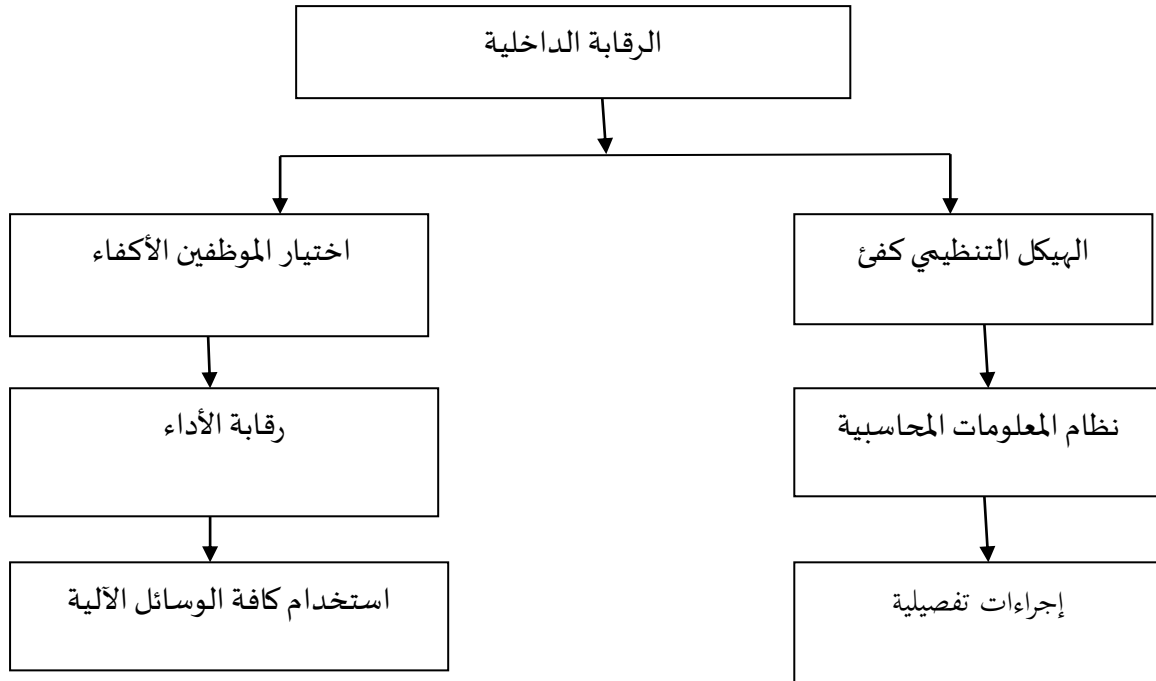 الرقابة الداخلية
الهيكل التنظيمي كفئ
اختيار الموظفين الأكفاء
نظام المعلومات المحاسبية
رقابة الأداء
إجراءات تفصيلية
استخدام كافة الوسائل الآلية